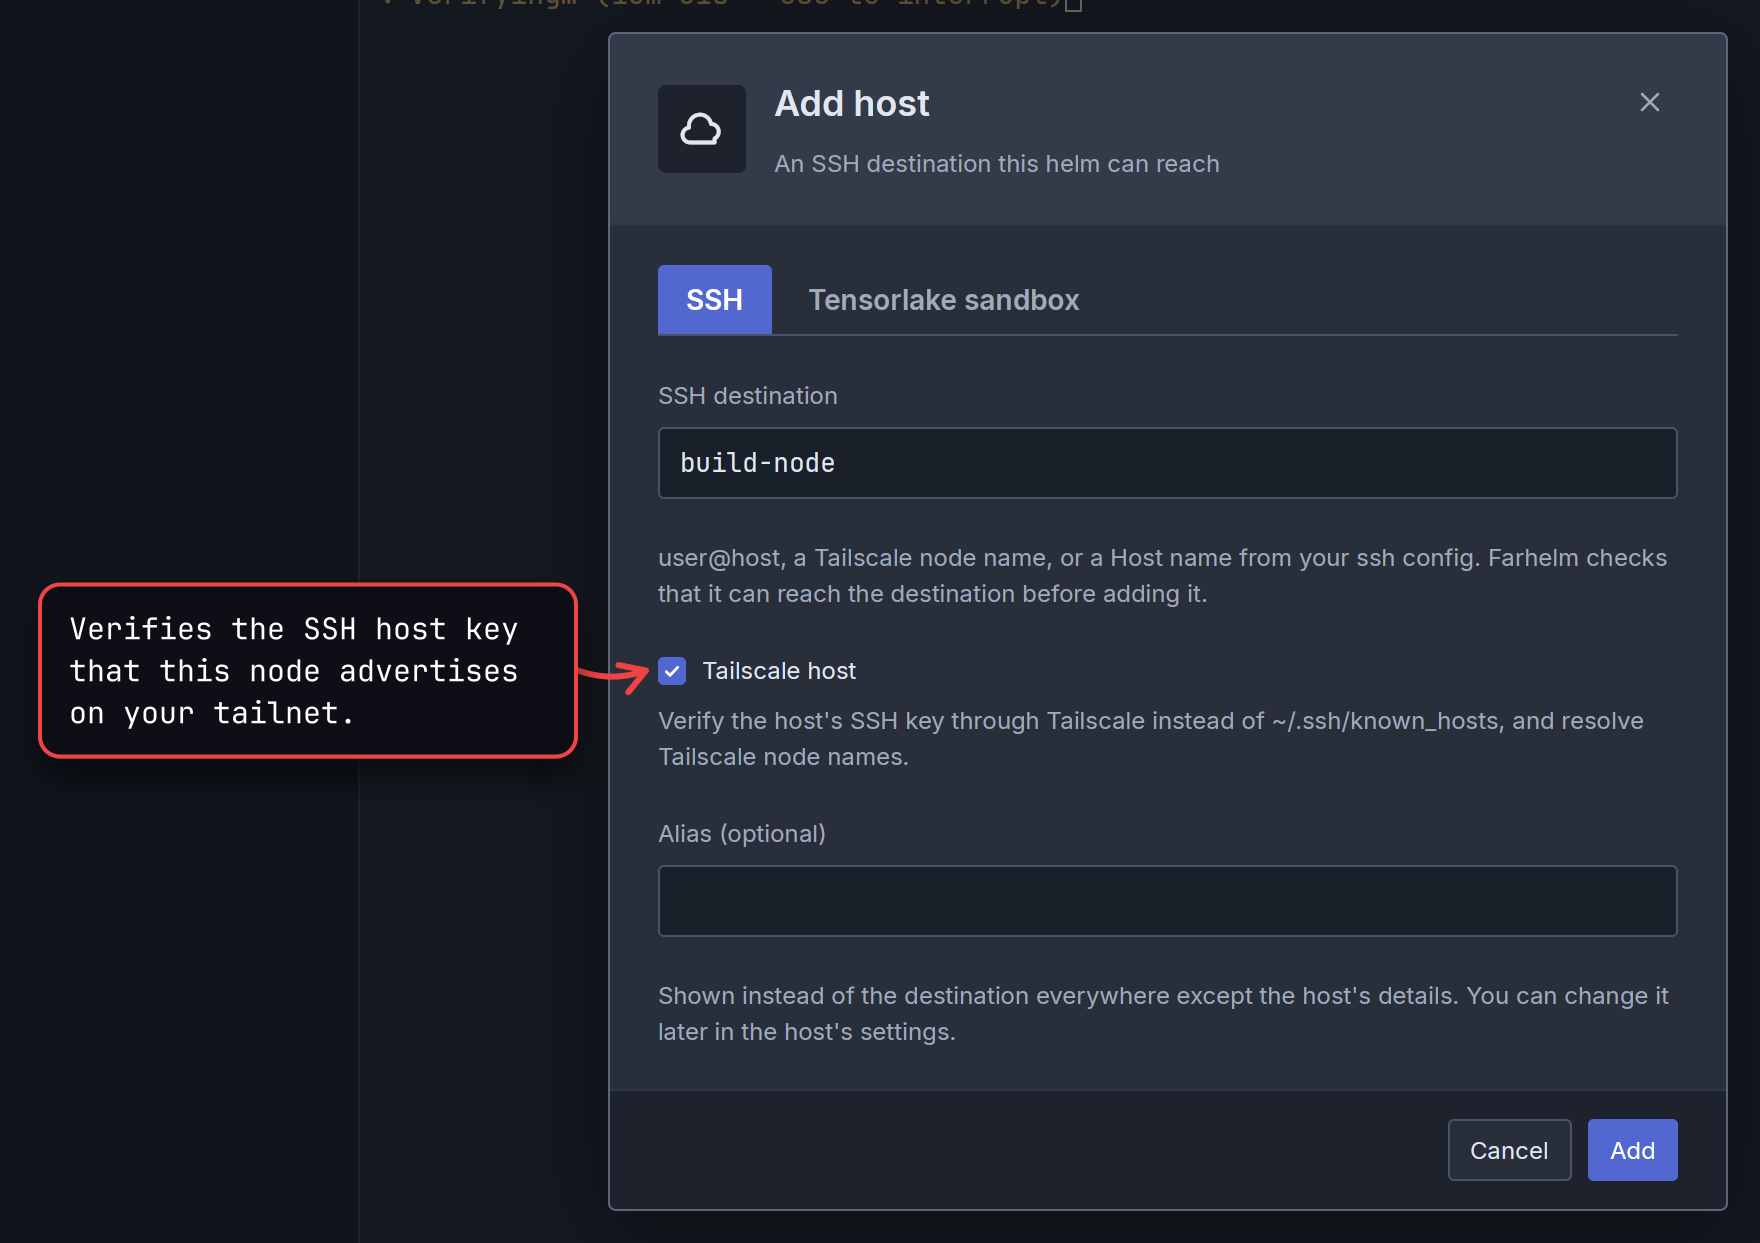 Add host
An SSH destination this helm can reach
SSH
Tensorlake sandbox
SSH destination
build-node
user@host, a Tailscale node name, or a Host name from your ssh config. Farhelm checks
that it can reach the destination before adding it.
Verifies the SSH host key
that this node advertises
on your tailnet.
Tailscale host
Verify the host's SSH key through Tailscale instead of ~/.ssh/known_hosts, and resolve
Tailscale node names.
Alias (optional)
Shown instead of the destination everywhere except the host's details. You can change it
later in the host's settings.
Cancel
Add